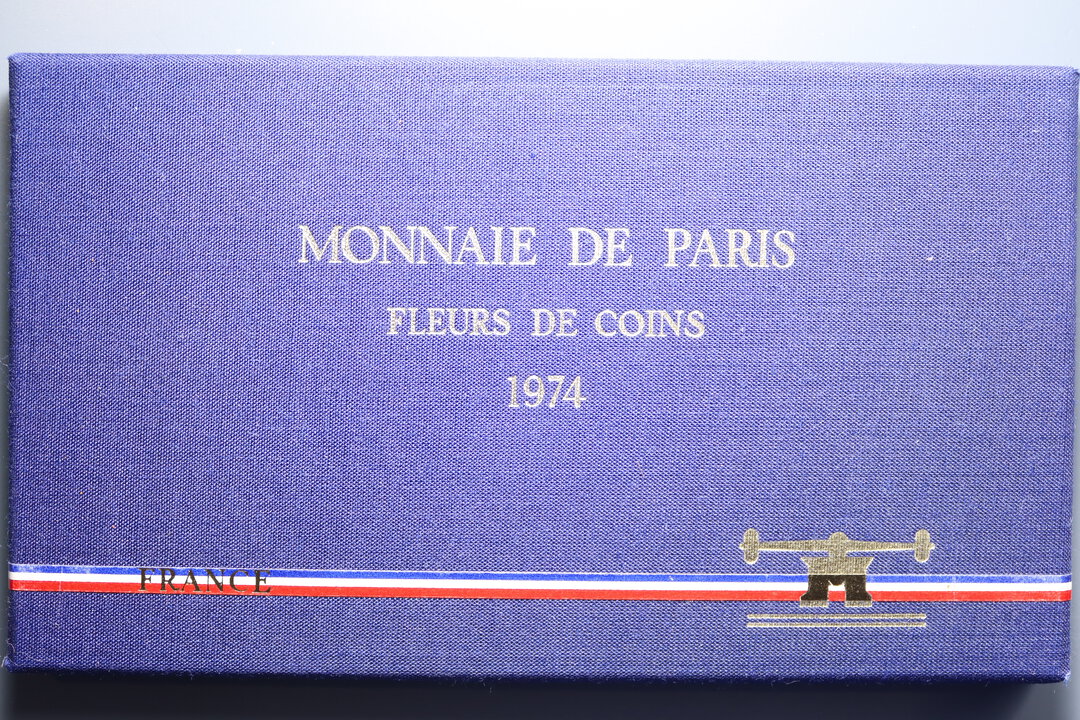 MONNAIE DE PARIS
FLEURS DE COINS
1974
FRANCE